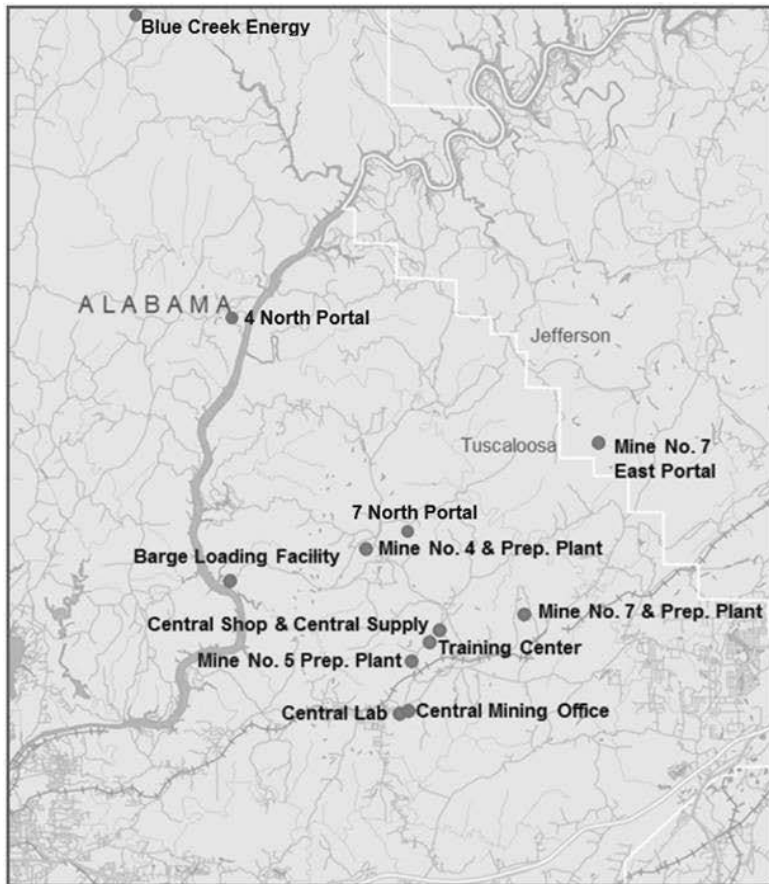 Blue Creek Energy
ALABAMA
4 North Portal
Jefferson
Tuscaloosa
Mine No. 7
East Portal
7 North Portal
Mine No. 4 & Prep. Plant
Barge Loading Facility
Mine No. 7 & Prep. Plant
Central Shop & Central Supply
Training Center
Mine No. 5 Prep. Plant
Central Lab
Central Mining Office